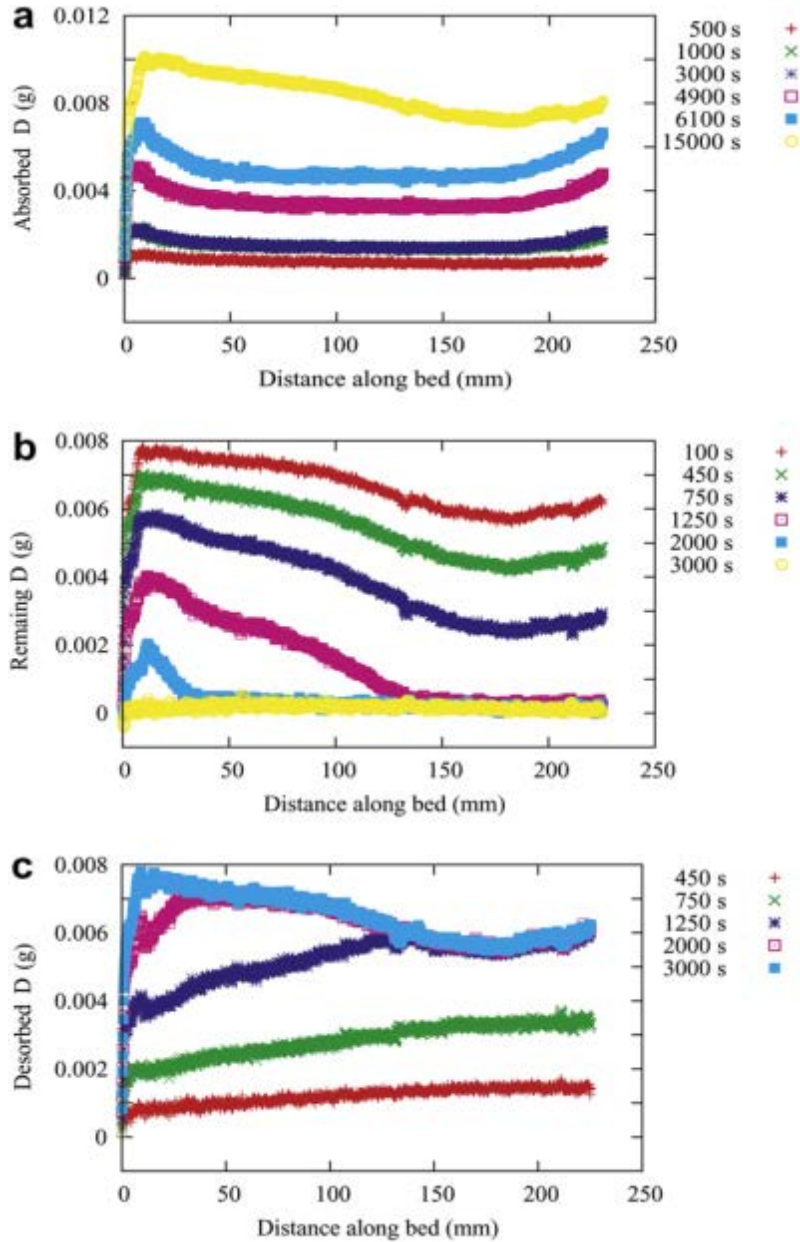 a
0.012
0.008
0.004
0
Absorbed D (g)
0 50 100 150 200 250
Distance along bed (mm)
500 s
1000 s
3000 s
4900 s
6100 s
15000 s
b
0.008
0.006
0.004
0.002
0
Remaing D (g)
0 50 100 150 200 250
Distance along bed (mm)
100 s
450 s
750 s
1250 s
2000 s
3000 s
c
0.008
0.006
0.004
0.002
0
Desorbed D (g)
0 50 100 150 200 250
Distance along bed (mm)
450 s
750 s
1250 s
2000 s
3000 s